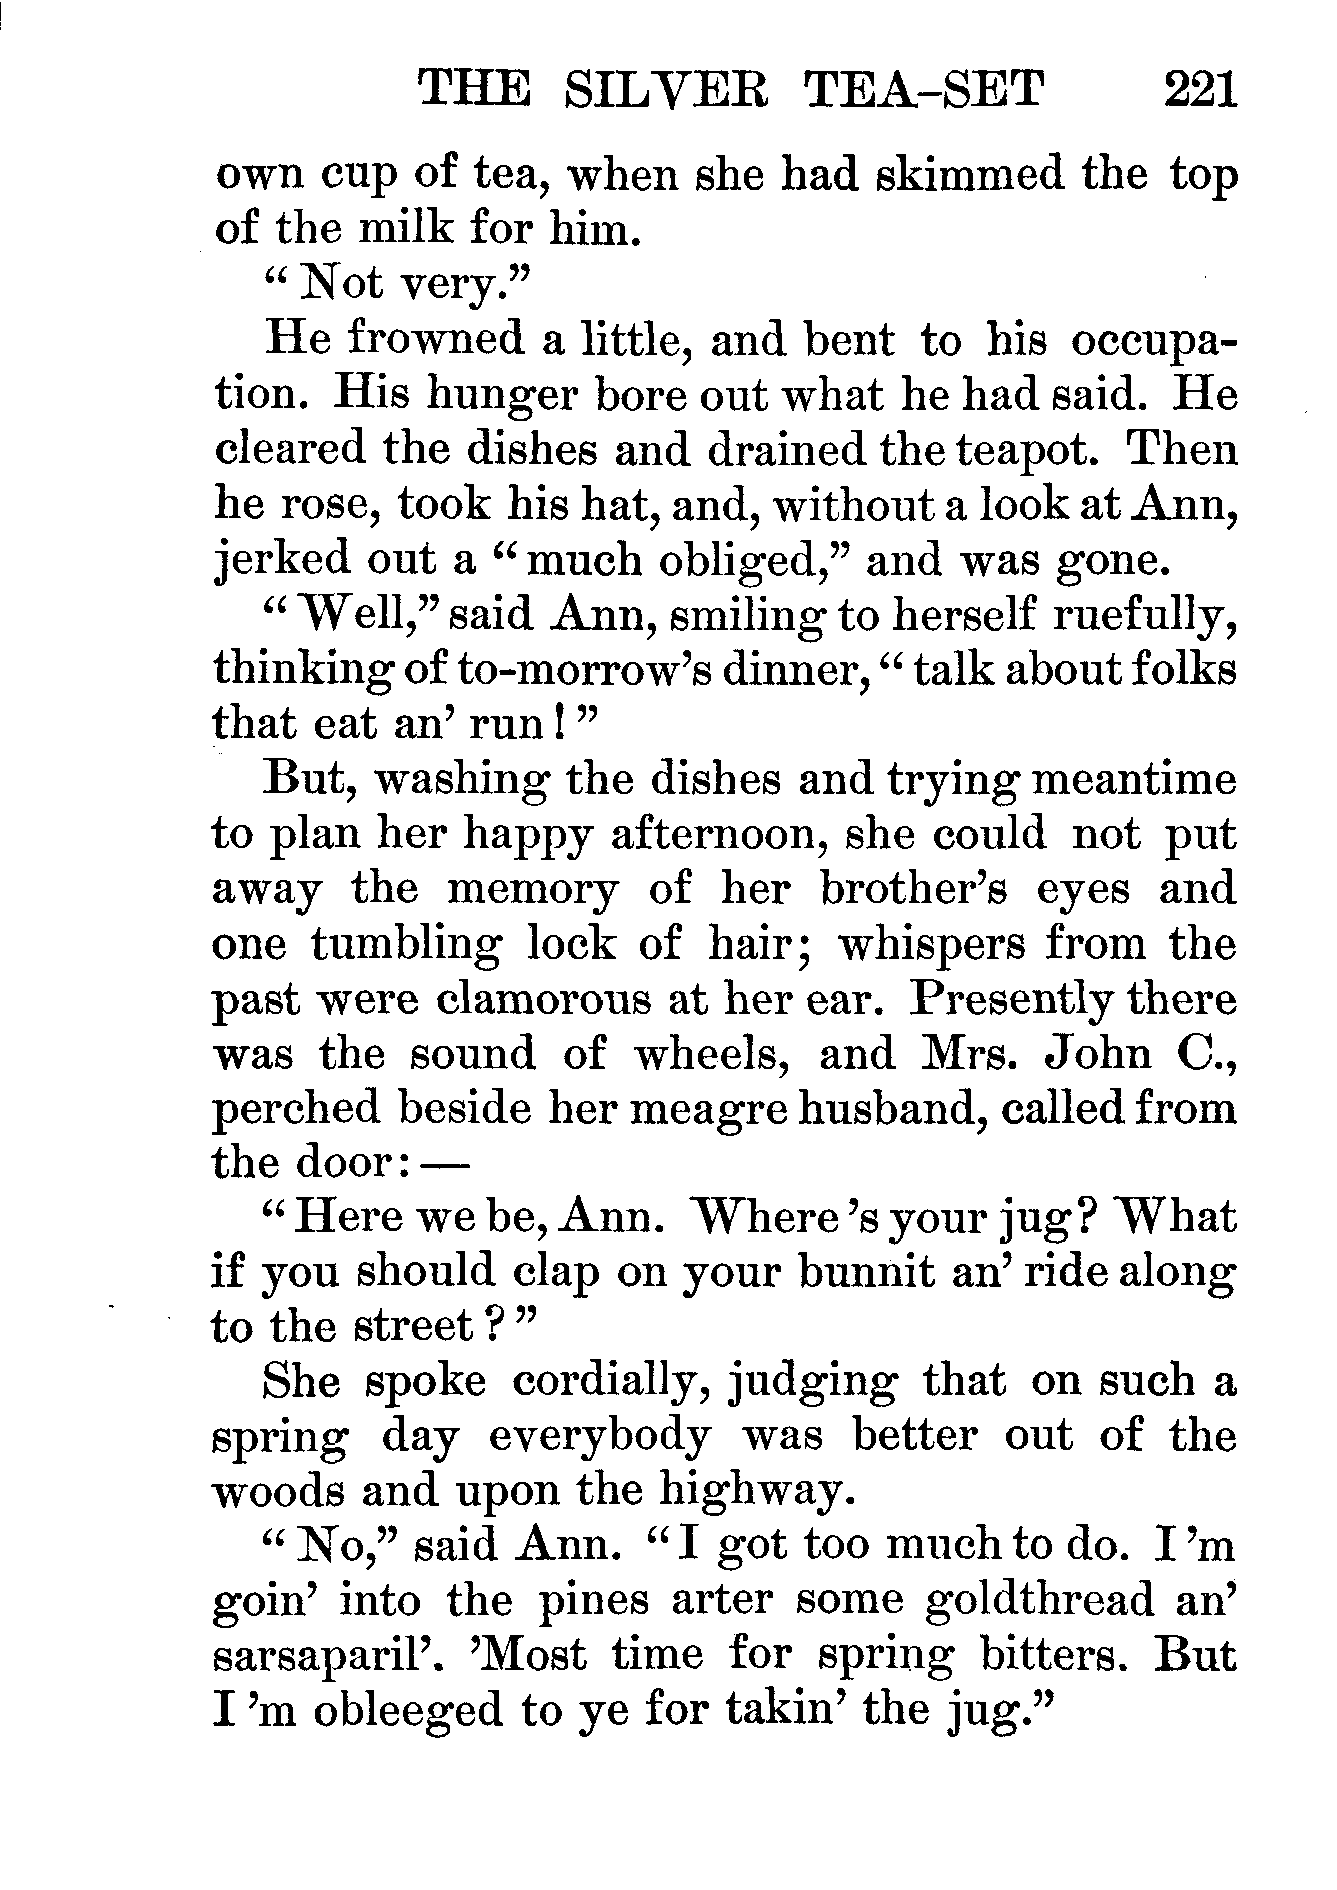 THE SILVER TEA-SET 221
own cup of tea, when she had skimmed the top
of the milk for him.
“ Not very.”
He frowned a little, and bent to his occupa-
tion. His hunger bore out what he had said. He
cleared the dishes and drained the teapot. Then
he rose, took his hat, and, without a look at Ann,
jerked out a “ much obliged,” and was gone.
“ Well,” said Ann, smiling to herself ruefully,
thinking of to-morrow’s dinner, “ talk about folks
that eat an’ run ! ”
But, washing the dishes and trying meantime
to plan her happy afternoon, she could not put
away the memory of her brother’s eyes and
one tumbling lock of hair; whispers from the
past were clamorous at her ear. Presently there
was the sound of wheels, and Mrs. John C.,
perched beside her meagre husband, called from
the door: —
“ Here we be, Ann. Where ’s your jug? What
if you should clap on your bunnit an’ ride along
to the street ? ”
She spoke cordially, judging that on such a
spring day everybody was better out of the
woods and upon the highway.
“ No,” said Ann. “ I got too much to do. I ’m
goin’ into the pines arter some goldthread an’
sarsaparil’. ’Most time for spring bitters. But
I ’m obleeged to ye for takin’ the jug.”